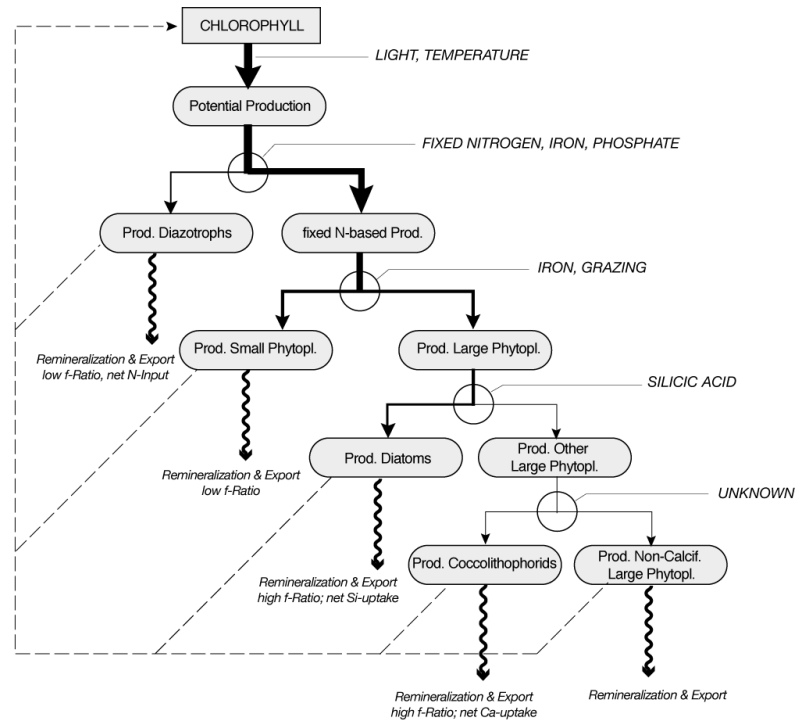 CHLOROPHYLL
LIGHT, TEMPERATURE
Potential Production
FIXED NITROGEN, IRON, PHOSPHATE
Prod. Diazotrophs
fixed N-based Prod.
IRON, GRAZING
Remineralization & Export
low f-Ratio, net N-Input
Prod. Small Phytopl.
Prod. Large Phytopl.
SILICIC ACID
Remineralization & Export
low f-Ratio
Prod. Diatoms
Prod. Other
Large Phytopl.
UNKNOWN
Remineralization & Export
high f-Ratio; net Si-uptake
Prod. Coccolithophorids
Prod. Non-Calcif.
Large Phytopl.
Remineralization & Export
high f-Ratio; net Ca-uptake
Remineralization & Export